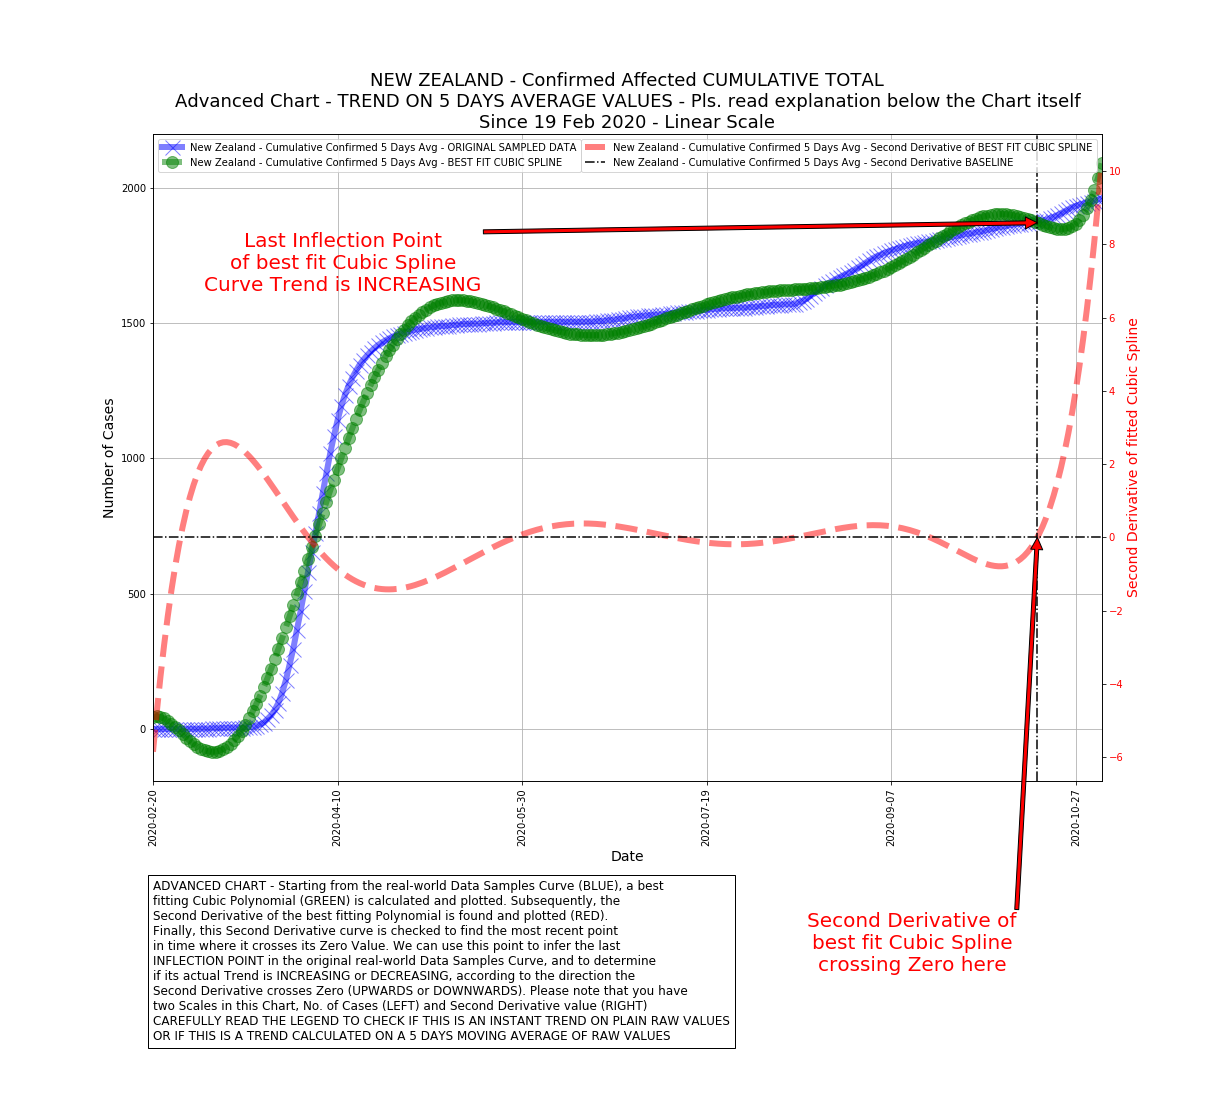 NEW ZEALAND - Confirmed Affected CUMULATIVE TOTAL
Advanced Chart - TREND ON 5 DAYS AVERAGE VALUES - Pls. read explanation below the Chart itself
Since 19 Feb 2020 - Linear Scale
New Zealand - Cumulative Confirmed 5 Days Avg - ORIGINAL SAMPLED DATA
New Zealand - Cumulative Confirmed 5 Days Avg - BEST FIT CUBIC SPLINE
New Zealand - Cumulative Confirmed 5 Days Avg - Second Derivative of BEST FIT CUBIC SPLINE
New Zealand - Cumulative Confirmed 5 Days Avg - Second Derivative BASELINE
Last Inflection Point
of best fit Cubic Spline
Curve Trend is INCREASING
Number of Cases
2000
1500
1000
500
0
10
8
6
4
2
0
−2
−4
−6
Second Derivative of fitted Cubic Spline
2020-02-20
2020-04-10
2020-05-30
2020-07-19
2020-09-07
2020-10-27
Date
ADVANCED CHART - Starting from the real-world Data Samples Curve (BLUE), a best
fitting Cubic Polynomial (GREEN) is calculated and plotted. Subsequently, the
Second Derivative of the best fitting Polynomial is found and plotted (RED).
Finally, this Second Derivative curve is checked to find the most recent point
in time where it crosses its Zero Value. We can use this point to infer the last
INFLECTION POINT in the original real-world Data Samples Curve, and to determine
if its actual Trend is INCREASING or DECREASING, according to the direction the
Second Derivative crosses Zero (UPWARDS or DOWNWARDS). Please note that you have
two Scales in this Chart, No. of Cases (LEFT) and Second Derivative value (RIGHT)
CAREFULLY READ THE LEGEND TO CHECK IF THIS IS AN INSTANT TREND ON PLAIN RAW VALUES
OR IF THIS IS A TREND CALCULATED ON A 5 DAYS MOVING AVERAGE OF RAW VALUES
Second Derivative of
best fit Cubic Spline
crossing Zero here